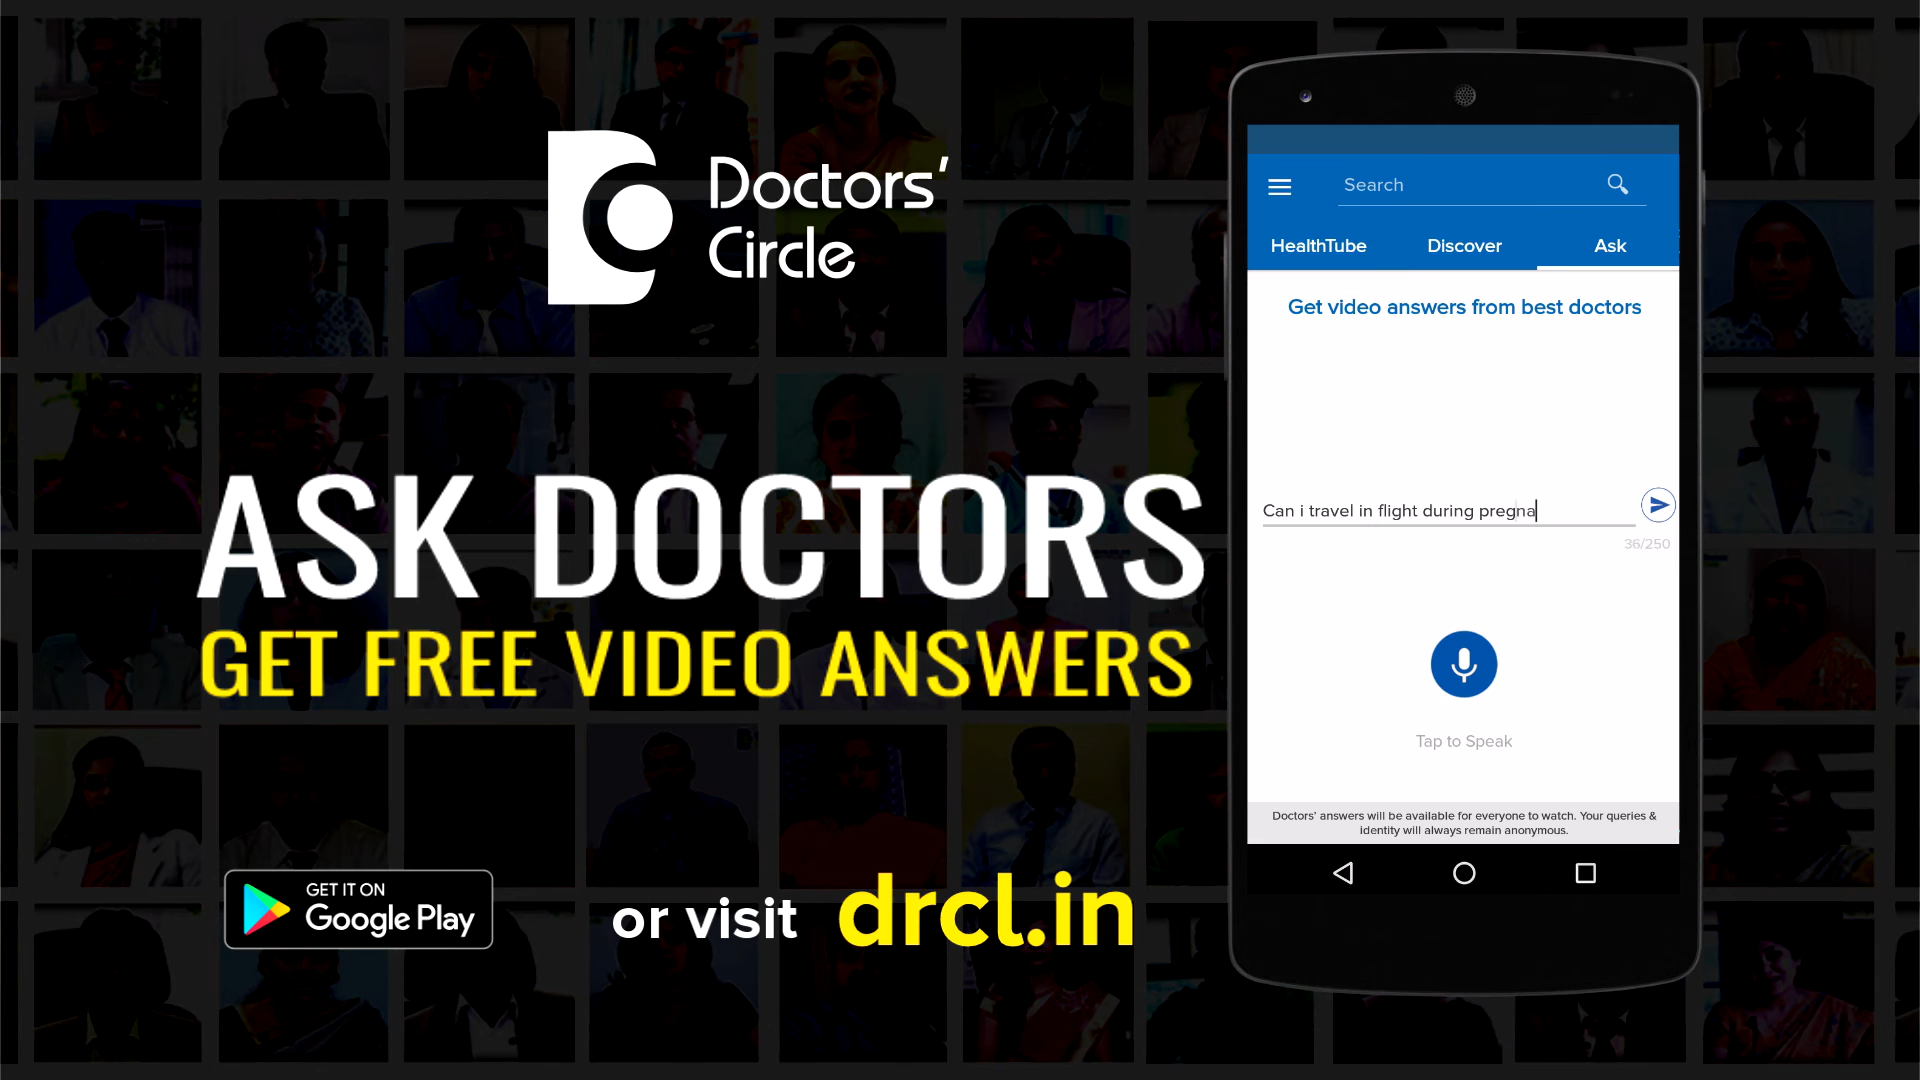 Doctors'
Circle
ASK DOCTORS
GET FREE VIDEO ANSWERS
GET IT ON
Google Play
or visit drcl.in
Search
HealthTube Discover Ask
Get video answers from best doctors
Can i travel in flight during pregna
36/250
Tap to Speak
Doctors' answers will be available for everyone to watch. Your queries &
identity will always remain anonymous.